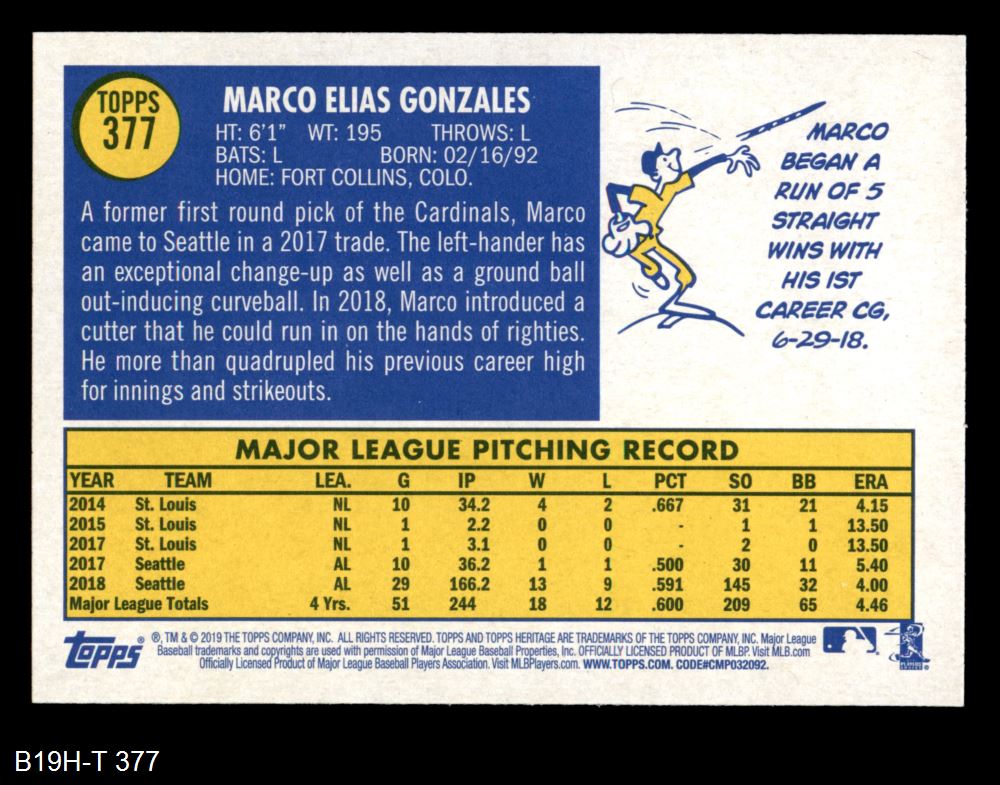 TOPPS
377
MARCO ELIAS GONZALES
HT: 6'1" WT: 195 THROWS: L
BATS: L BORN: 02/16/92
HOME: FORT COLLINS, COLO.
A former first round pick of the Cardinals, Marco
came to Seattle in a 2017 trade. The left-hander has
an exceptional change-up as well as a ground ball
out-inducing curveball. In 2018, Marco introduced a
cutter that he could run in on the hands of righties.
He more than quadrupled his previous career high
for innings and strikeouts.
MARCO
BEGAN A
RUN OF 5
STRAIGHT
WINS WITH
HIS 1ST
CAREER CG,
6-29-18.
MAJOR LEAGUE PITCHING RECORD
YEAR TEAM LEA. G IP W L PCT SO BB ERA
2014 St. Louis NL 10 34.2 4 2 .667 31 21 4.15
2015 St. Louis NL 1 2.2 0 0 - 1 1 13.50
2017 St. Louis NL 1 3.1 0 0 - 2 0 13.50
2017 Seattle AL 10 36.2 1 1 .500 30 11 5.40
2018 Seattle AL 29 166.2 13 9 .591 145 32 4.00
Major League Totals 4 Yrs. 51 244 18 12 .600 209 65 4.46
Topps ®
®, TM & © 2019 THE TOPPS COMPANY, INC. ALL RIGHTS RESERVED. TOPPS AND TOPPS HERITAGE ARE TRADEMARKS OF THE TOPPS COMPANY, INC. Major League
Baseball trademarks and copyrights are used with permission of Major League Baseball Properties, Inc. OFFICIALLY LICENSED PRODUCT OF MLBP. Visit MLB.com
Officially Licensed Product of Major League Baseball Players Association. Visit MLBPlayers.com. WWW.TOPPS.COM. CODE#CMP032092.
PLAYERS
B19H-T 377